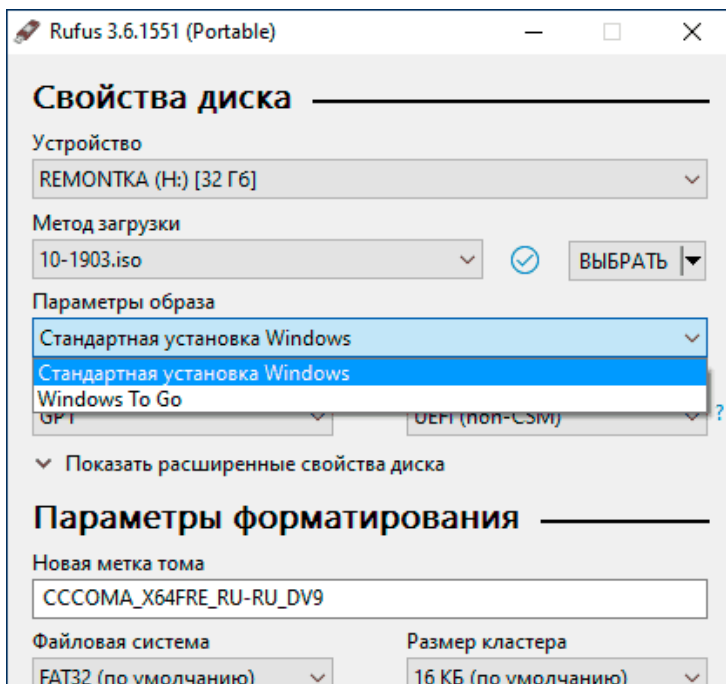 Rufus 3.6.1551 (Portable)
Свойства диска
Устройство
REMONTKA (H:) [32 Гб]
Метод загрузки
10-1903.iso
ВЫБРАТЬ
Параметры образа
Стандартная установка Windows
Стандартная установка Windows
Windows To Go
GPT UEFI (non-CSM) ?
Показать расширенные свойства диска
Параметры форматирования
Новая метка тома
CCCOMA_X64FRE_RU-RU_DV9
Файловая система Размер кластера
FAT32 (по умолчанию) 16 КБ (по умолчанию)